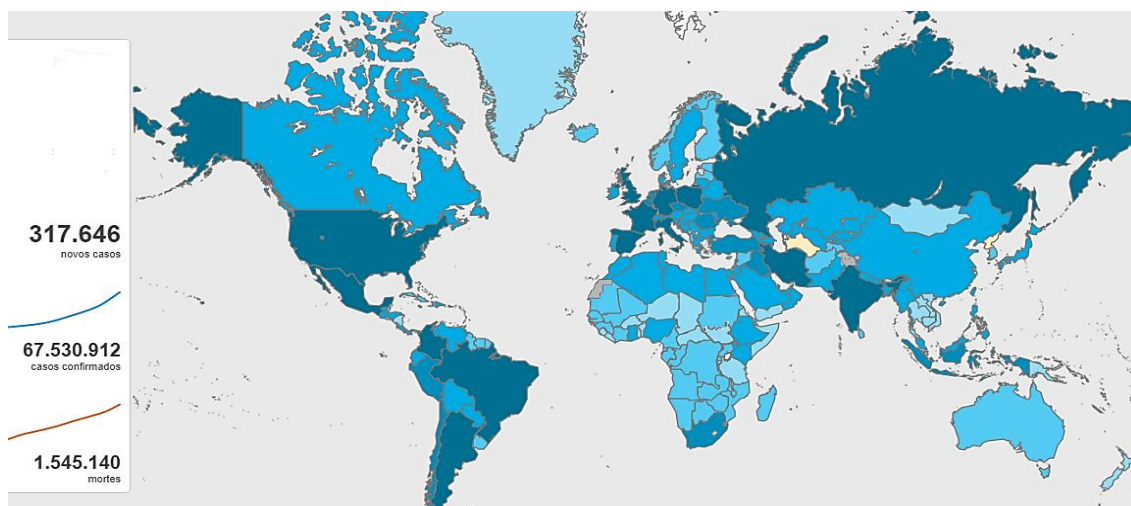 317.646
novos casos
67.530.912
casos confirmados
1.545.140
mortes